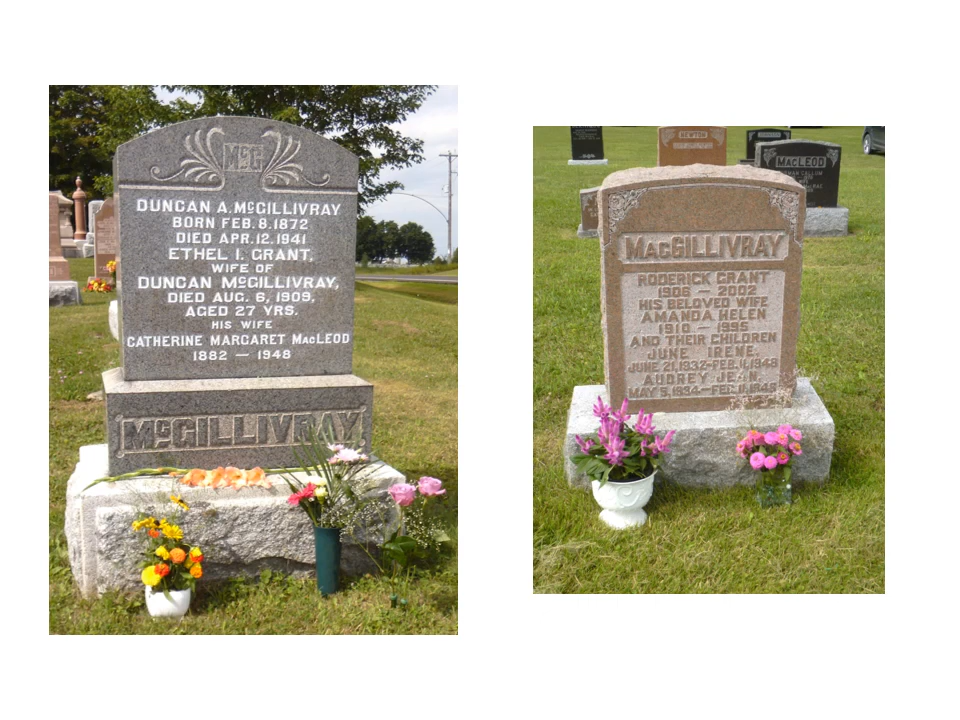 McG
DUNCAN A. McGILLIVRAY
BORN FEB. 8. 1872
DIED APR. 12. 1941
ETHEL I. GRANT,
WIFE OF
DUNCAN McGILLIVRAY,
DIED AUG. 6, 1909,
AGED 27 YRS.
HIS WIFE
CATHERINE MARGARET MacLEOD
1882 — 1948
McGILLIVRAY
NEWTON
MacLEOD
MacGILLIVRAY
RODERICK GRANT
1906 — 2002
HIS BELOVED WIFE
AMANDA HELEN
1910 — 1995
AND THEIR CHILDREN
JUNE IRENE
JUNE 21, 1932–FEB. 11, 1948
AUDREY JEAN
MAY 5, 1934–FEB. 11, 1948